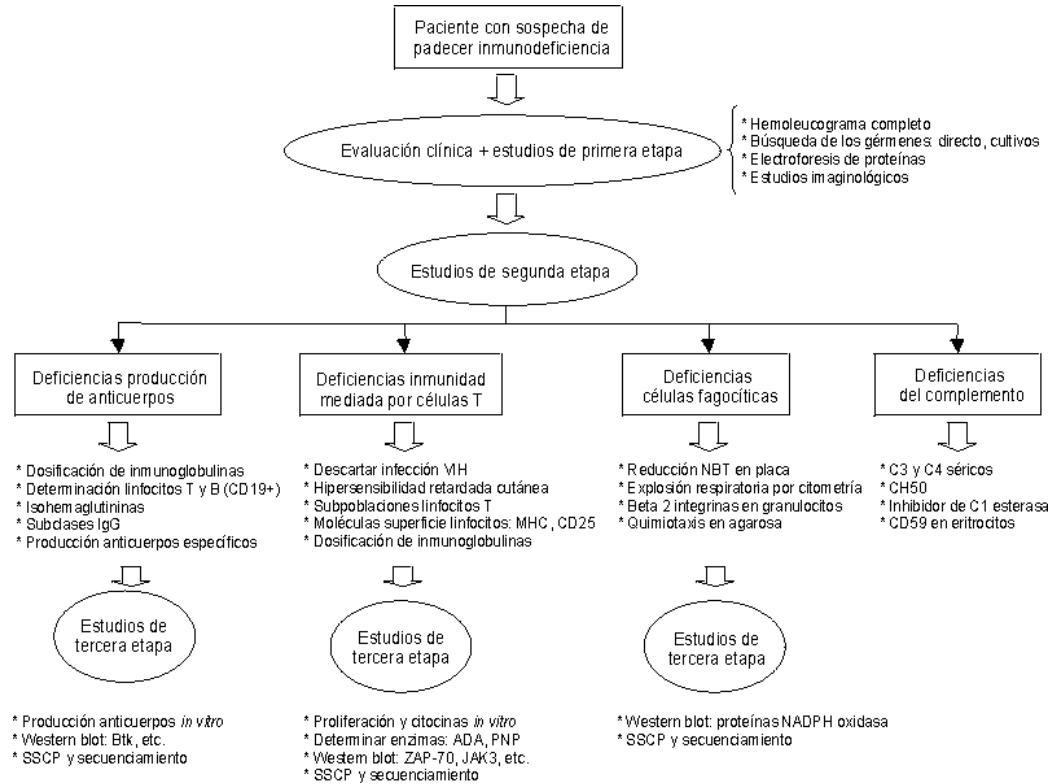 Paciente con sospecha de
padecer inmunodeficiencia
Evaluación clínica + estudios de primera etapa
* Hemoleucograma completo
* Búsqueda de los gérmenes: directo, cultivos
* Electroforesis de proteínas
* Estudios imaginológicos
Estudios de segunda etapa
Deficiencias producción
de anticuerpos
* Dosificación de inmunoglobulinas
* Determinación linfocitos T y B (CD19+)
* Isohemaglutininas
* Subclases IgG
* Producción anticuerpos específicos
Estudios de
tercera etapa
* Producción anticuerpos in vitro
* Western blot: Btk, etc.
* SSCP y secuenciamiento
Deficiencias inmunidad
mediada por células T
* Descartar infección VIH
* Hipersensibilidad retardada cutánea
* Subpoblaciones linfocitos T
* Moléculas superficie linfocitos: MHC, CD25
* Dosificación de inmunoglobulinas
Estudios de
tercera etapa
* Proliferación y citocinas in vitro
* Determinar enzimas: ADA, PNP
* Western blot: ZAP-70, JAK3, etc.
* SSCP y secuenciamiento
Deficiencias
células fagocíticas
* Reducción NBT en placa
* Explosión respiratoria por citometría
* Beta 2 integrinas en granulocitos
* Quimiotaxis en agarosa
Estudios de
tercera etapa
* Western blot: proteínas NADPH oxidasa
* SSCP y secuenciamiento
Deficiencias
del complemento
* C3 y C4 séricos
* CH50
* Inhibidor de C1 esterasa
* CD59 en eritrocitos